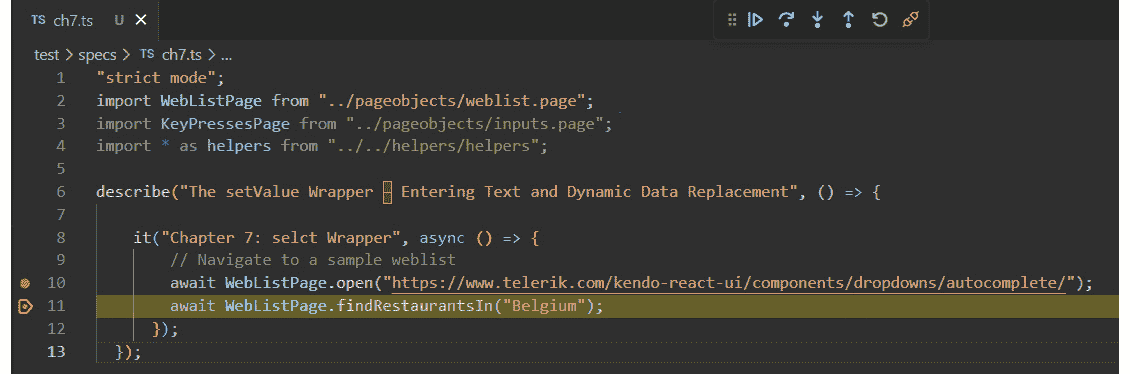 TS ch7.ts U
test > specs > TS ch7.ts > ...
1 "strict mode";
2 import WebListPage from "../pageobjects/weblist.page";
3 import KeyPressesPage from "../pageobjects/inputs.page";
4 import * as helpers from "../../helpers/helpers";
5
6 describe("The setValue Wrapper – Entering Text and Dynamic Data Replacement", () => {
7
8 it("Chapter 7: selct Wrapper", async () => {
9 // Navigate to a sample weblist
10 await WebListPage.open("https://www.telerik.com/kendo-react-ui/components/dropdowns/autocomplete/");
11 await WebListPage.findRestaurantsIn("Belgium");
12 });
13 });